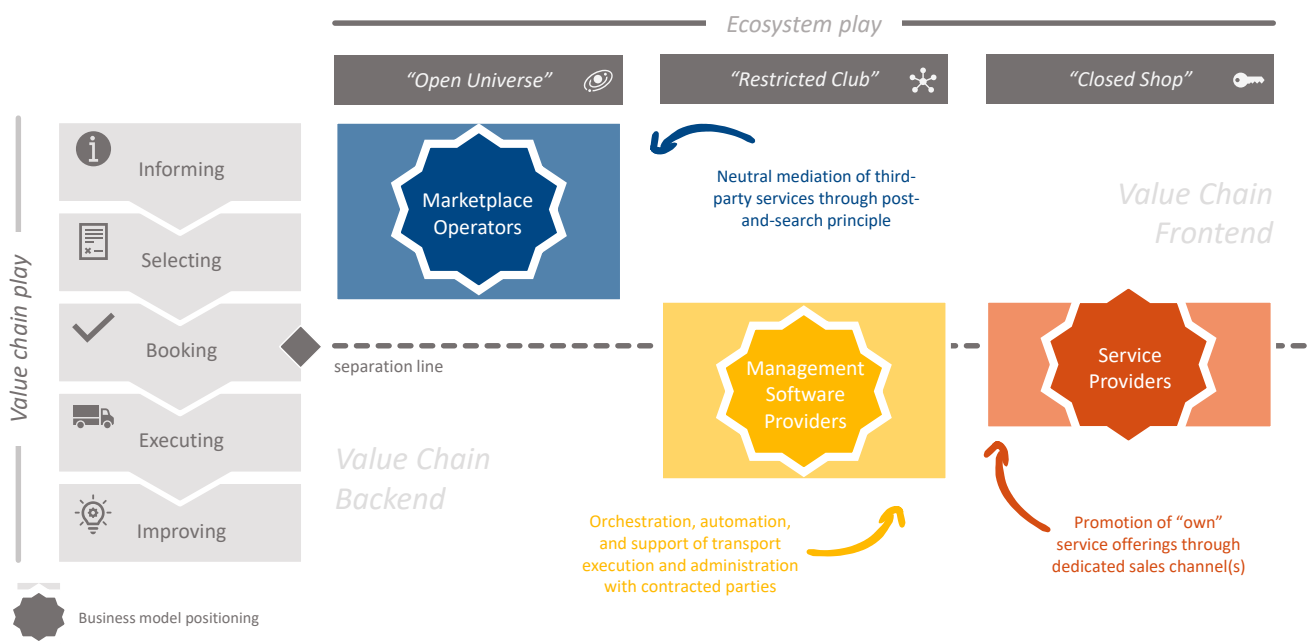 Ecosystem play
“Open Universe”
“Restricted Club”
“Closed Shop”
Value chain play
Informing
Selecting
Booking
Executing
Improving
Marketplace
Operators
Neutral mediation of third-
party services through post-
and-search principle
Value Chain
Frontend
separation line
Management
Software
Providers
Service
Providers
Value Chain
Backend
Orchestration, automation,
and support of transport
execution and administration
with contracted parties
Promotion of “own”
service offerings through
dedicated sales channel(s)
Business model positioning